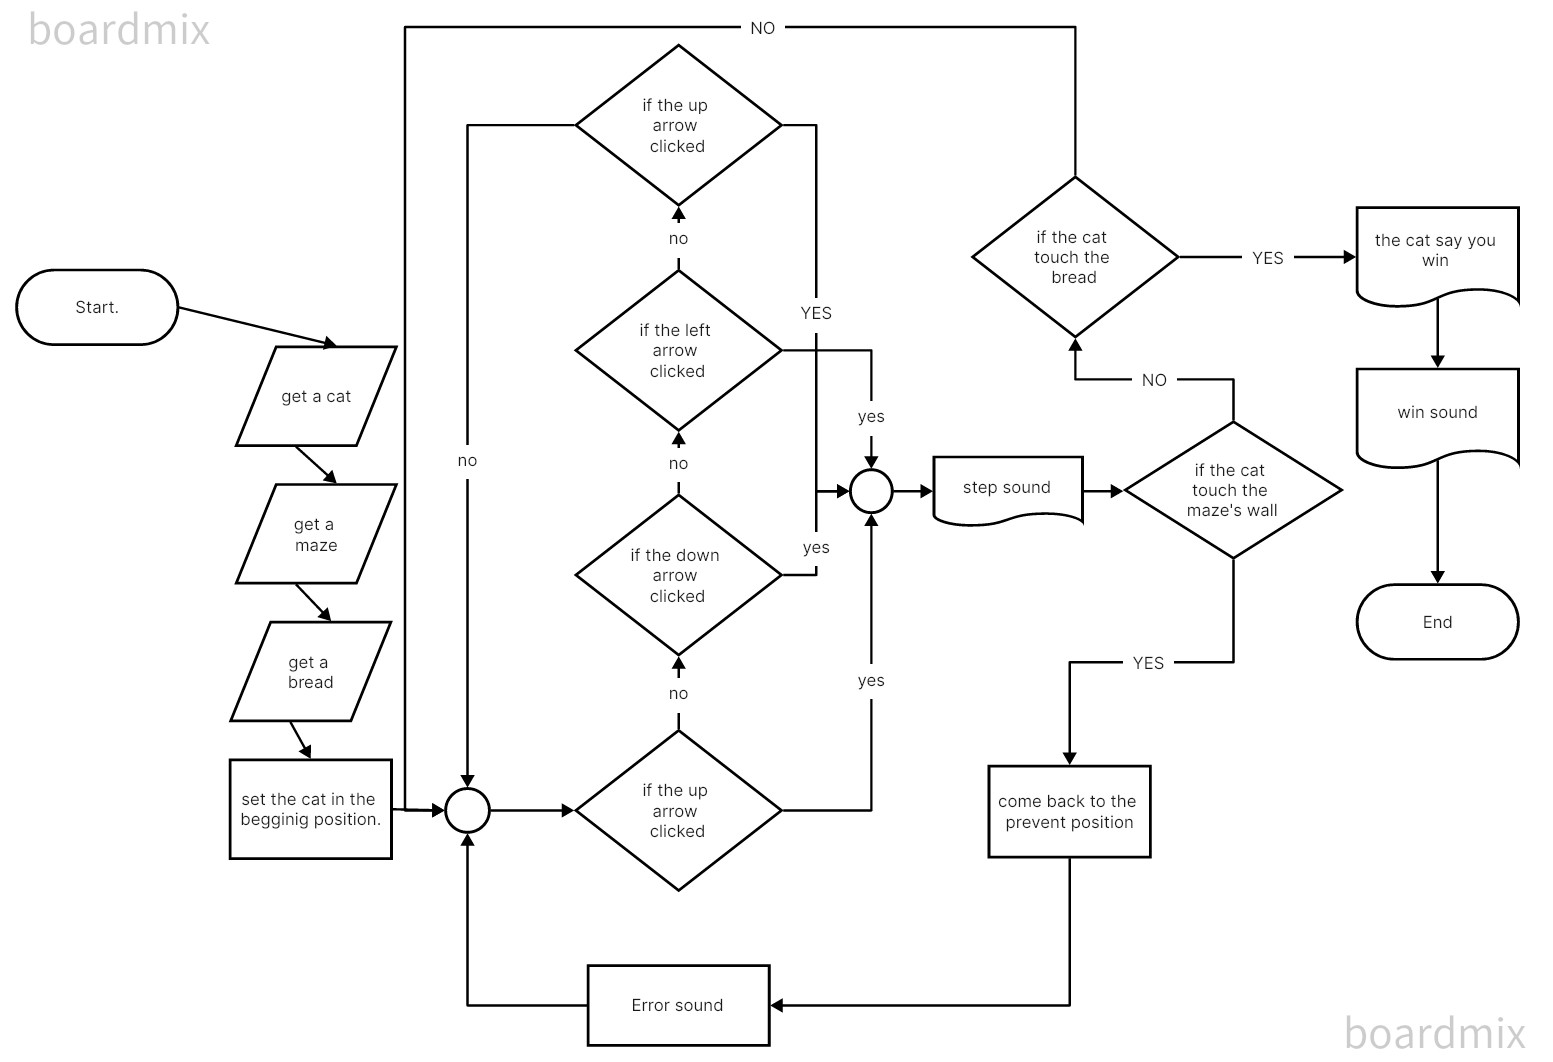 boardmix
NO
if the up
arrow
clicked
no
if the cat
touch the
bread
YES
the cat say you
win
Start.
YES
if the left
arrow
clicked
get a cat
NO
yes
win sound
no
no
if the cat
touch the
maze's wall
step sound
get a
maze
yes
if the down
arrow
clicked
End
get a
bread
YES
yes
no
if the up
arrow
clicked
set the cat in the
begginig position.
come back to the
prevent position
Error sound
boardmix